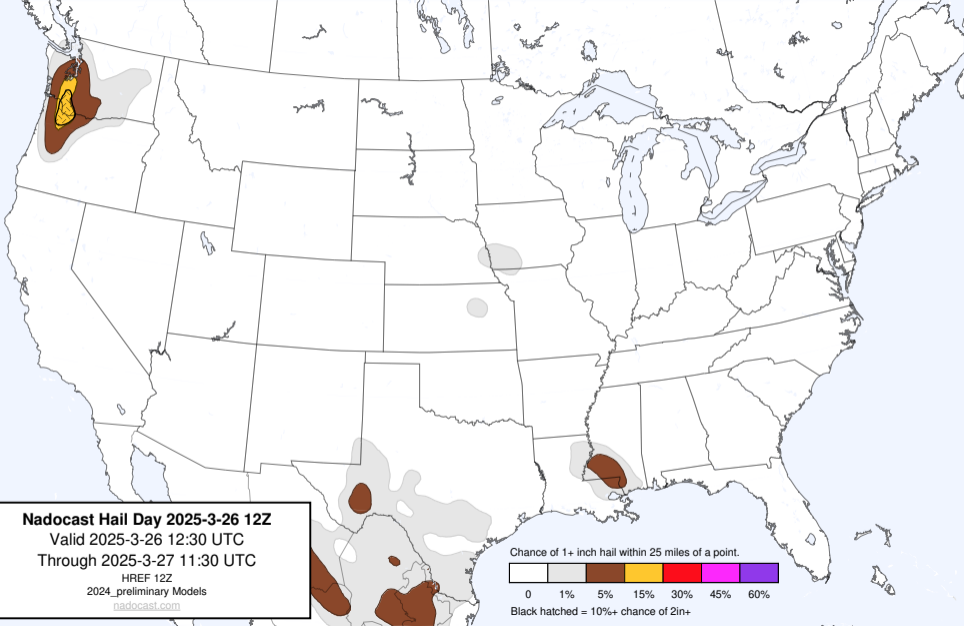 Nadocast Hail Day 2025-3-26 12Z
Valid 2025-3-26 12:30 UTC
Through 2025-3-27 11:30 UTC
HREF 12Z
2024_preliminary Models
nadocast.com
Chance of 1+ inch hail within 25 miles of a point.
0 1% 5% 15% 30% 45% 60%
Black hatched = 10%+ chance of 2in+